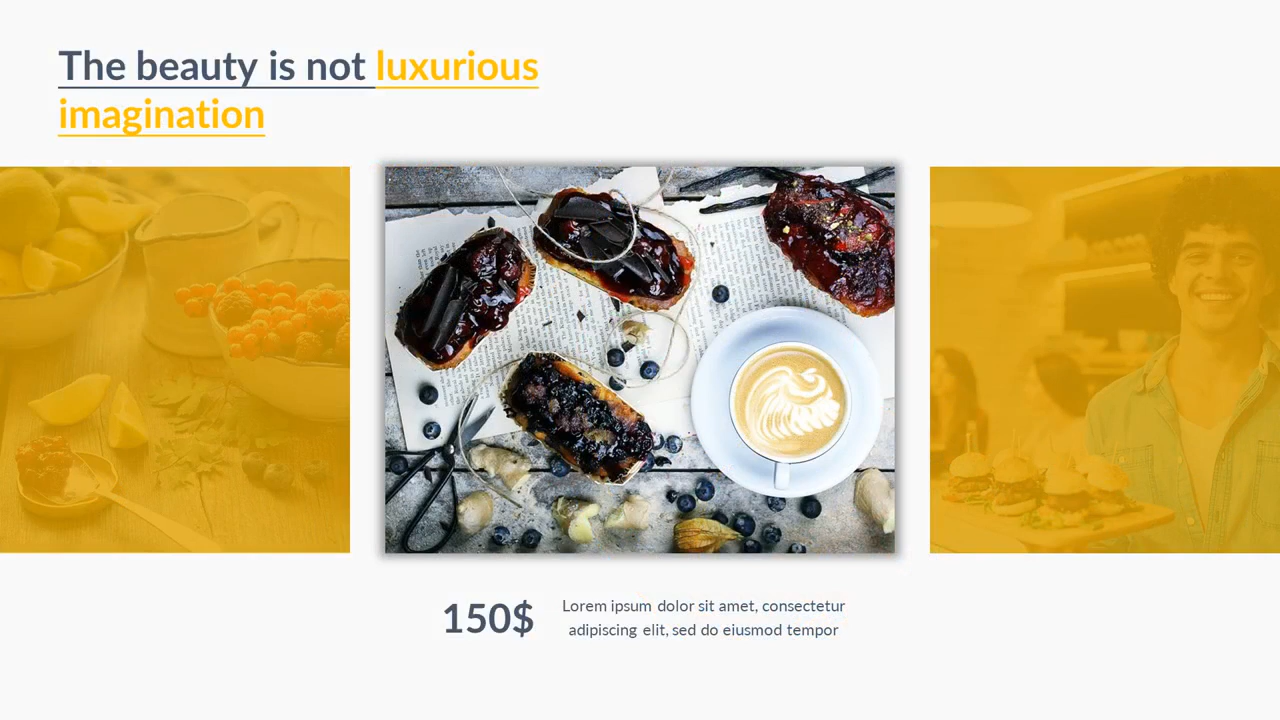 The beauty is not luxurious
imagination
150$
Lorem ipsum dolor sit amet, consectetur
adipiscing elit, sed do eiusmod tempor